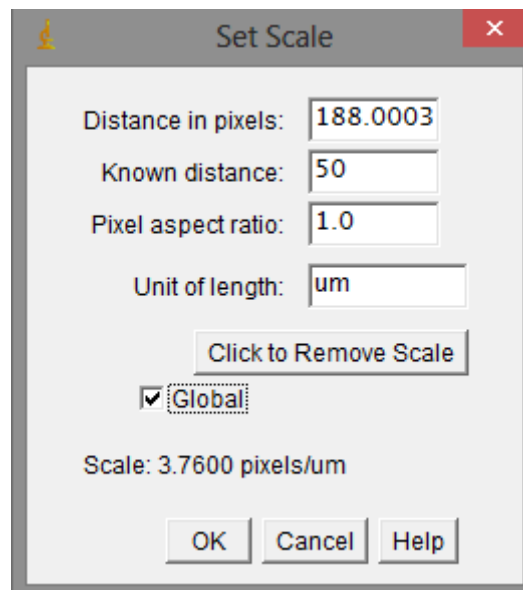 Set Scale
Distance in pixels: 188.0003
Known distance: 50
Pixel aspect ratio: 1.0
Unit of length: um
Click to Remove Scale
Global
Scale: 3.7600 pixels/um
OK Cancel Help